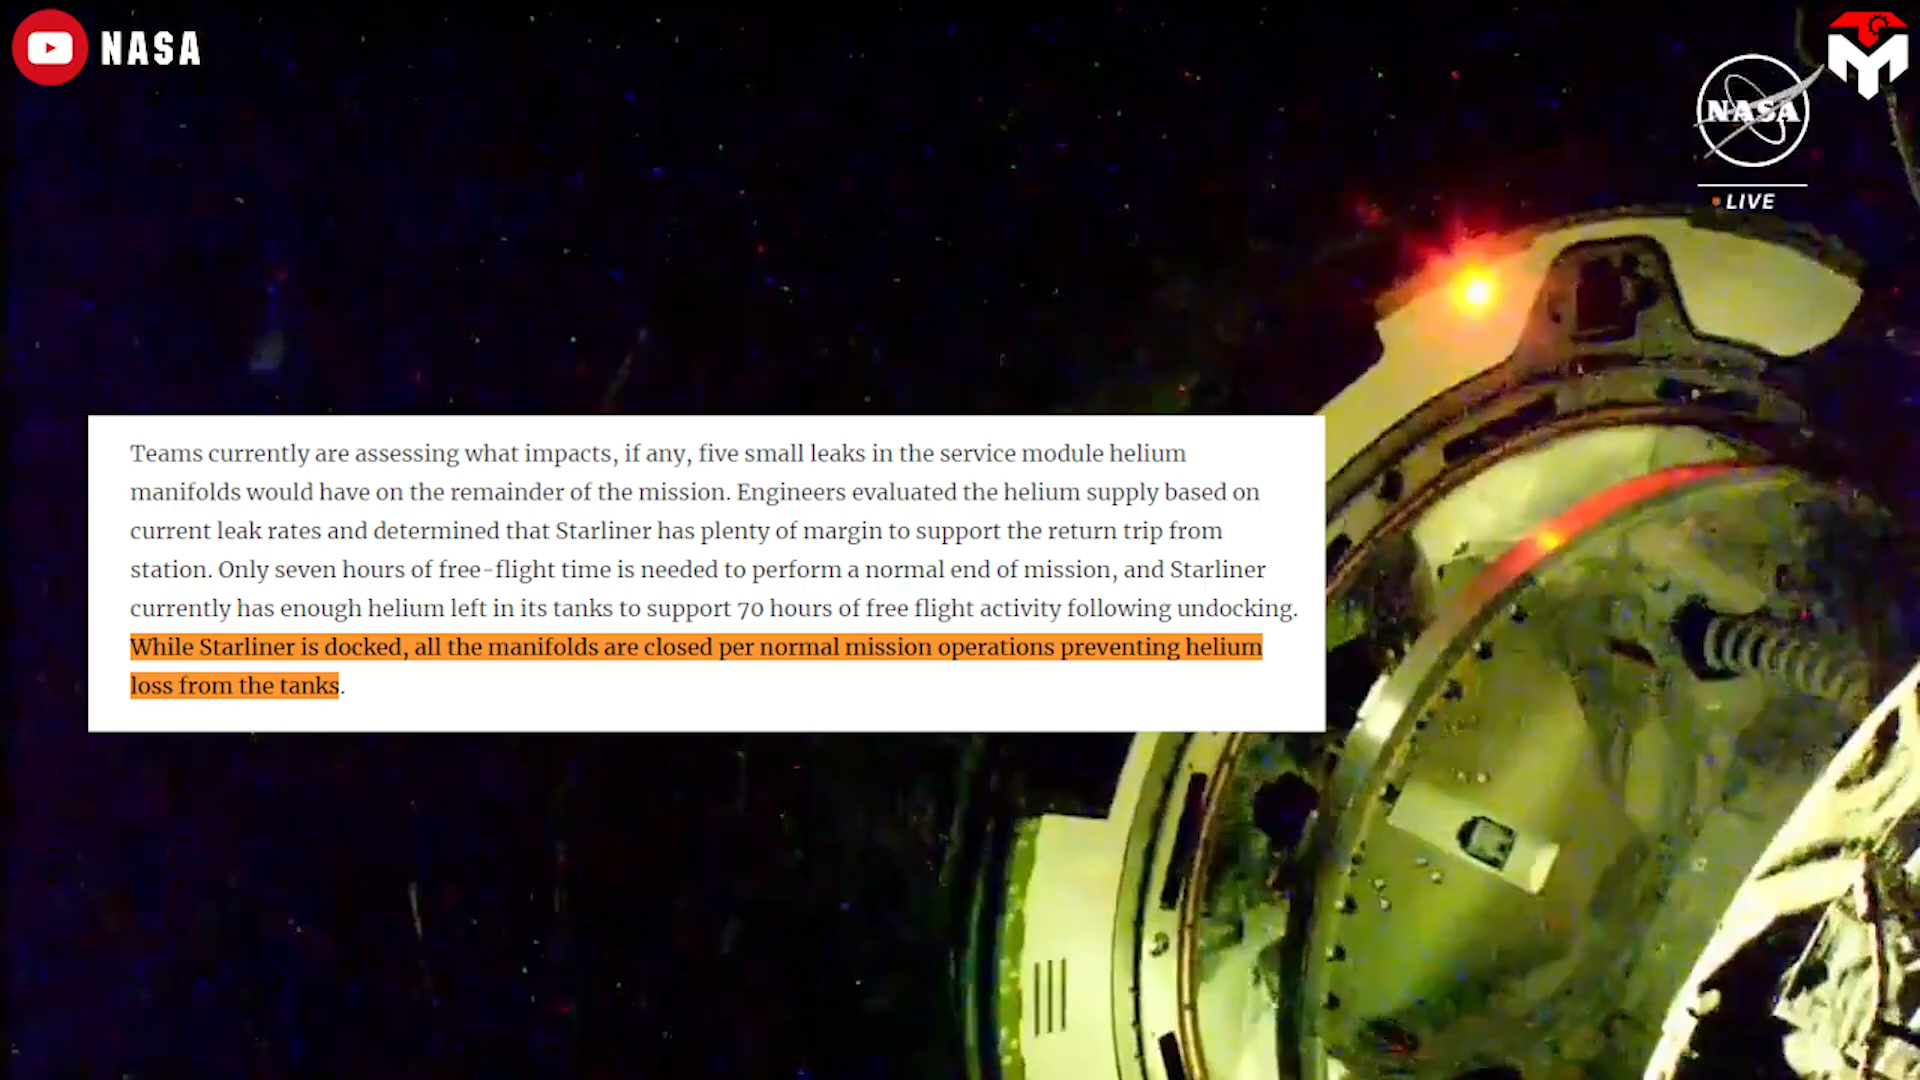 NASA
NASA
LIVE
Teams currently are assessing what impacts, if any, five small leaks in the service module helium
manifolds would have on the remainder of the mission. Engineers evaluated the helium supply based on
current leak rates and determined that Starliner has plenty of margin to support the return trip from
station. Only seven hours of free-flight time is needed to perform a normal end of mission, and Starliner
currently has enough helium left in its tanks to support 70 hours of free flight activity following undocking.
While Starliner is docked, all the manifolds are closed per normal mission operations preventing helium
loss from the tanks.